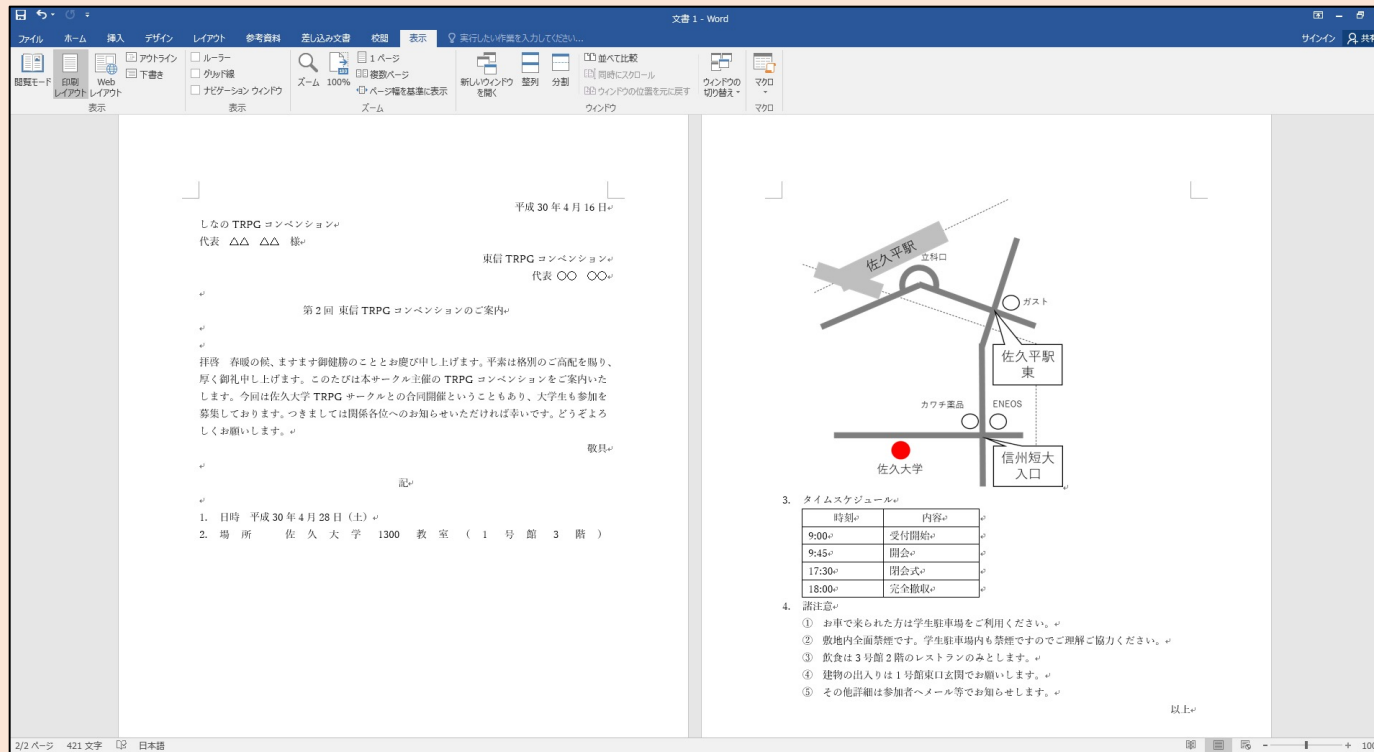 文書 1 - Word
ファイル ホーム 挿入 デザイン レイアウト 参考資料 差し込み文書 校閲 表示 実行したい作業を入力してください... サインイン 共有
閲覧モード 印刷レイアウト Web レイアウト アウトライン 下書き
表示
ルーラー
グリッド線
ナビゲーション ウィンドウ
表示
ズーム 100% 1 ページ 複数ページ ページ幅を基準に表示
ズーム
新しいウィンドウを開く 整列 分割 並べて比較 同時にスクロール ウィンドウの位置を元に戻す ウィンドウの切り替え
ウィンドウ
マクロ
マクロ
平成 30 年 4 月 16 日
しなの TRPG コンベンション
代表 △△ △△ 様
東信 TRPG コンベンション
代表 〇〇 〇〇
第 2 回 東信 TRPG コンベンションのご案内
拝啓 春暖の候、ますます御健勝のこととお慶び申し上げます。平素は格別のご高配を賜り、
厚く御礼申し上げます。このたびは本サークル主催の TRPG コンベンションをご案内いた
します。今回は佐久大学 TRPG サークルとの合同開催ということもあり、大学生も参加を
募集しております。つきましては関係各位へのお知らせいただければ幸いです。どうぞよろ
しくお願いします。
敬具
記
1. 日時 平成 30 年 4 月 28 日（土）
2. 場所 佐久大学 1300 教室（1 号館 3 階）
佐久平駅
立科口
ガスト
佐久平駅
東
カワチ薬品
ENEOS
佐久大学
信州短大
入口
3. タイムスケジュール
時刻 内容
9:00 受付開始
9:45 開会
17:30 閉会式
18:00 完全撤収
4. 諸注意
① お車で来られた方は学生駐車場をご利用ください。
② 敷地内全面禁煙です。学生駐車場内も禁煙ですのでご理解ご協力ください。
③ 飲食は 3 号館 2 階のレストランのみとします。
④ 建物の出入りは 1 号館東口玄関でお願いします。
⑤ その他詳細は参加者へメール等でお知らせします。
以上
2/2 ページ 421 文字 日本語 100